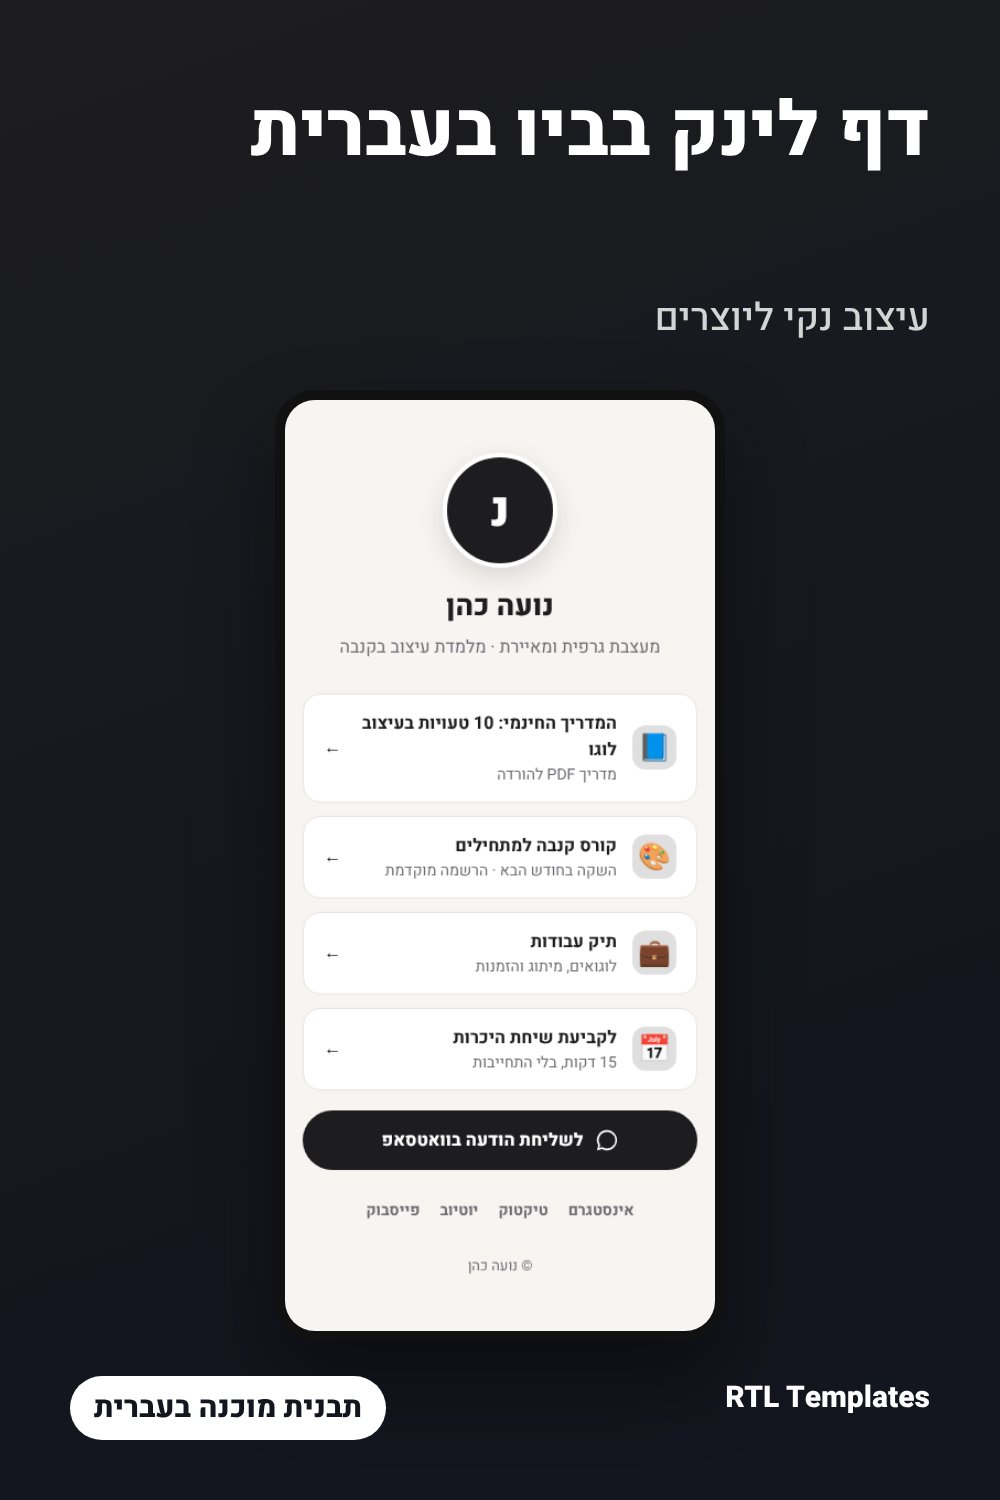 דף לינק בביו בעברית
עיצוב נקי ליוצרים
נ
נועה כהן
מעצבת גרפית ומאיירת · מלמדת עיצוב בקנבה
המדריך החינמי: 10 טעויות בעיצוב
לוגו
מדריך PDF להורדה
←
קורס קנבה למתחילים
השקה בחודש הבא · הרשמה מוקדמת
←
תיק עבודות
לוגואים, מיתוג והזמנות
←
July
17
לקביעת שיחת היכרות
15 דקות, בלי התחייבות
←
לשליחת הודעה בוואטסאפ
אינסטגרם טיקטוק יוטיוב פייסבוק
© נועה כהן
RTL Templates
תבנית מוכנה בעברית